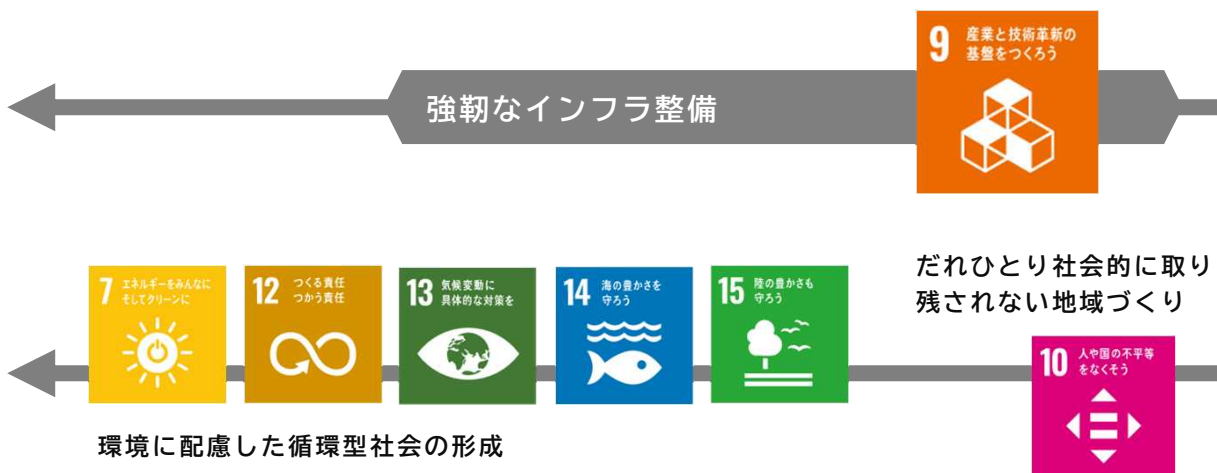 9 産業と技術革新の
基盤をつくろう
強靭なインフラ整備
だれひとり社会的に取り
残されない地域づくり
7 エネルギーをみんなに
そしてクリーンに
12 つくる責任
つかう責任
13 気候変動に
具体的な対策を
14 海の豊かさを
守ろう
15 陸の豊かさも
守ろう
10 人や国の不平等
をなくそう
環境に配慮した循環型社会の形成